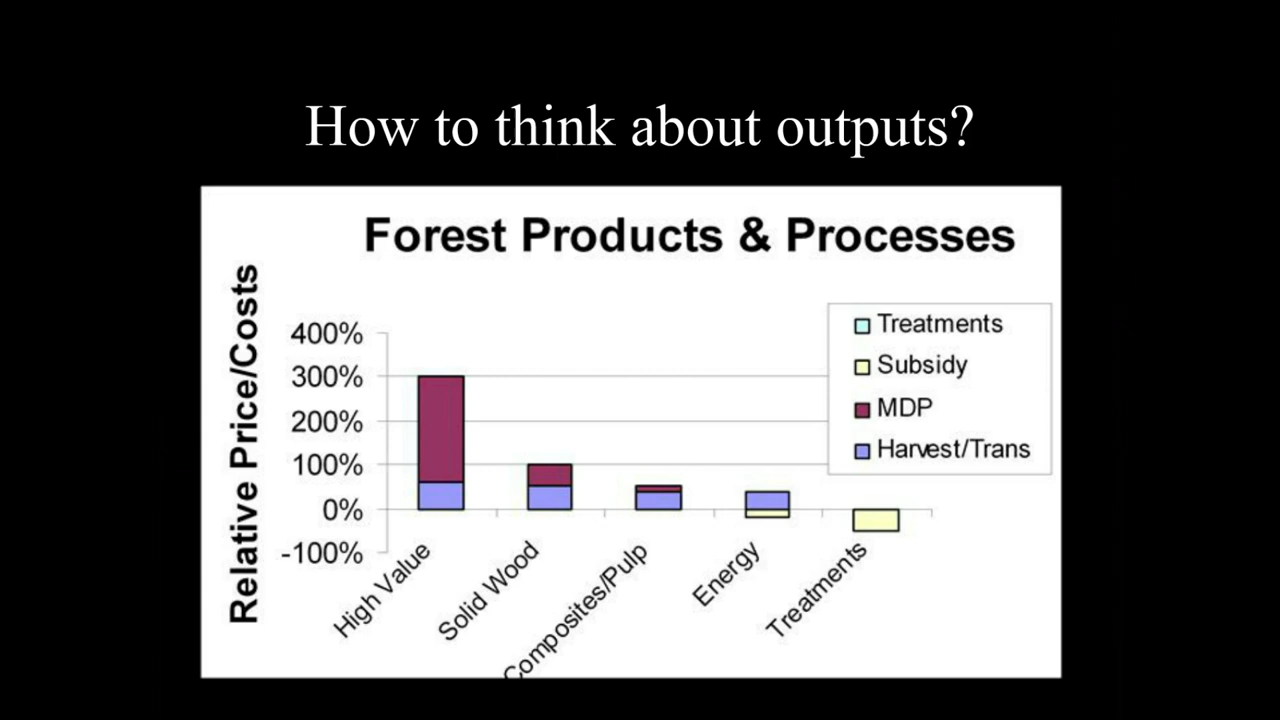 How to think about outputs?
Forest Products & Processes
Relative Price/Costs
400%
300%
200%
100%
0%
-100%
High Value
Solid Wood
Composites/Pulp
Energy
Treatments
Treatments
Subsidy
MDP
Harvest/Trans